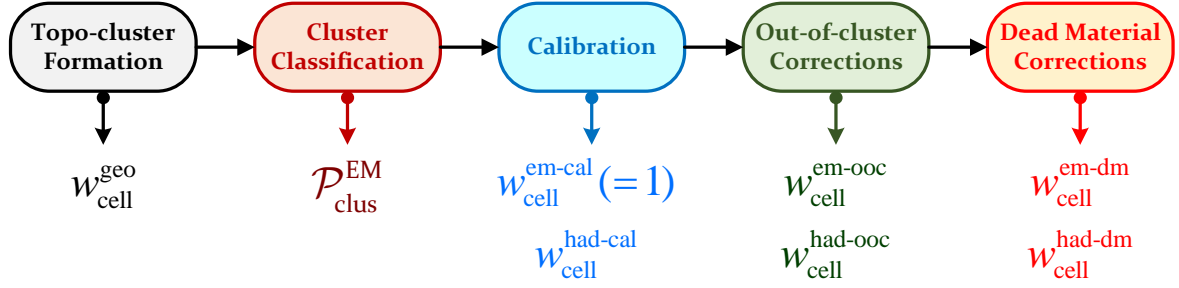 Topo-cluster
Formation
Cluster
Classification
Calibration
Out-of-cluster
Corrections
Dead Material
Corrections
w_cell^geo
𝒫_clus^EM
w_cell^em-cal (= 1)
w_cell^had-cal
w_cell^em-ooc
w_cell^had-ooc
w_cell^em-dm
w_cell^had-dm